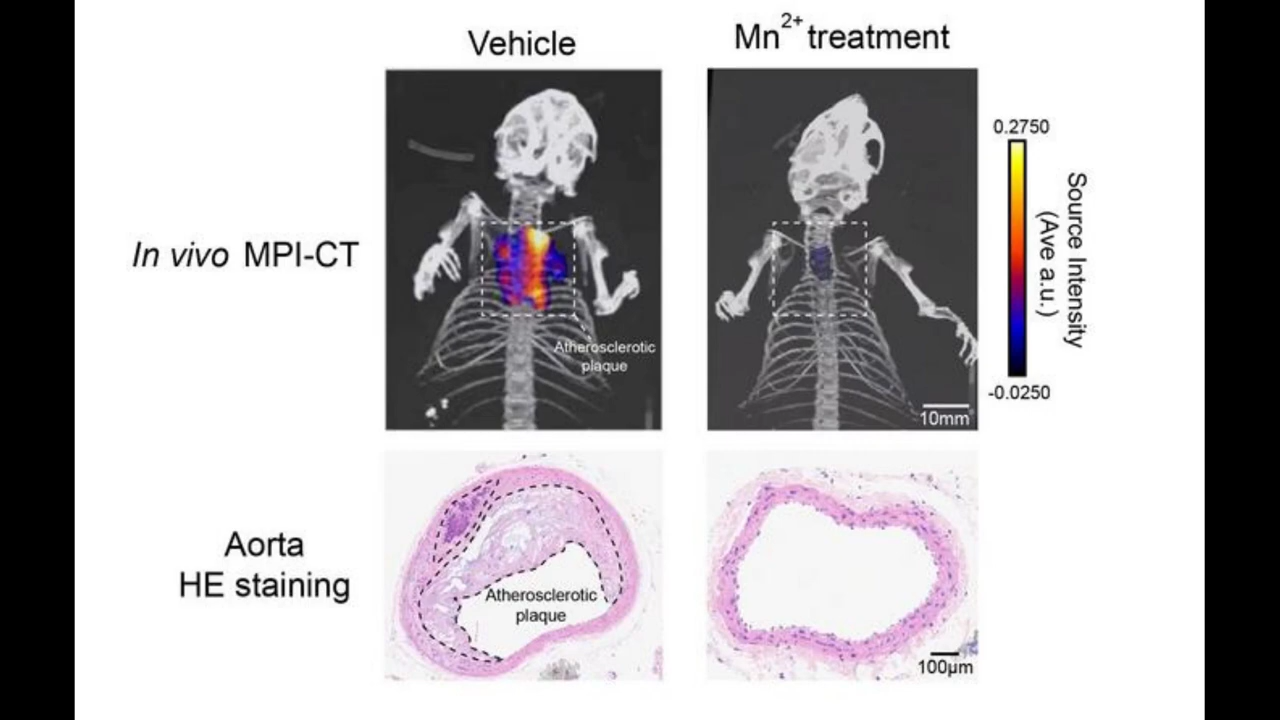 Vehicle
Mn2+ treatment
In vivo MPI-CT
Atherosclerotic
plaque
10mm
0.2750
Source Intensity
(Ave a.u.)
-0.0250
Aorta
HE staining
Atherosclerotic
plaque
100μm